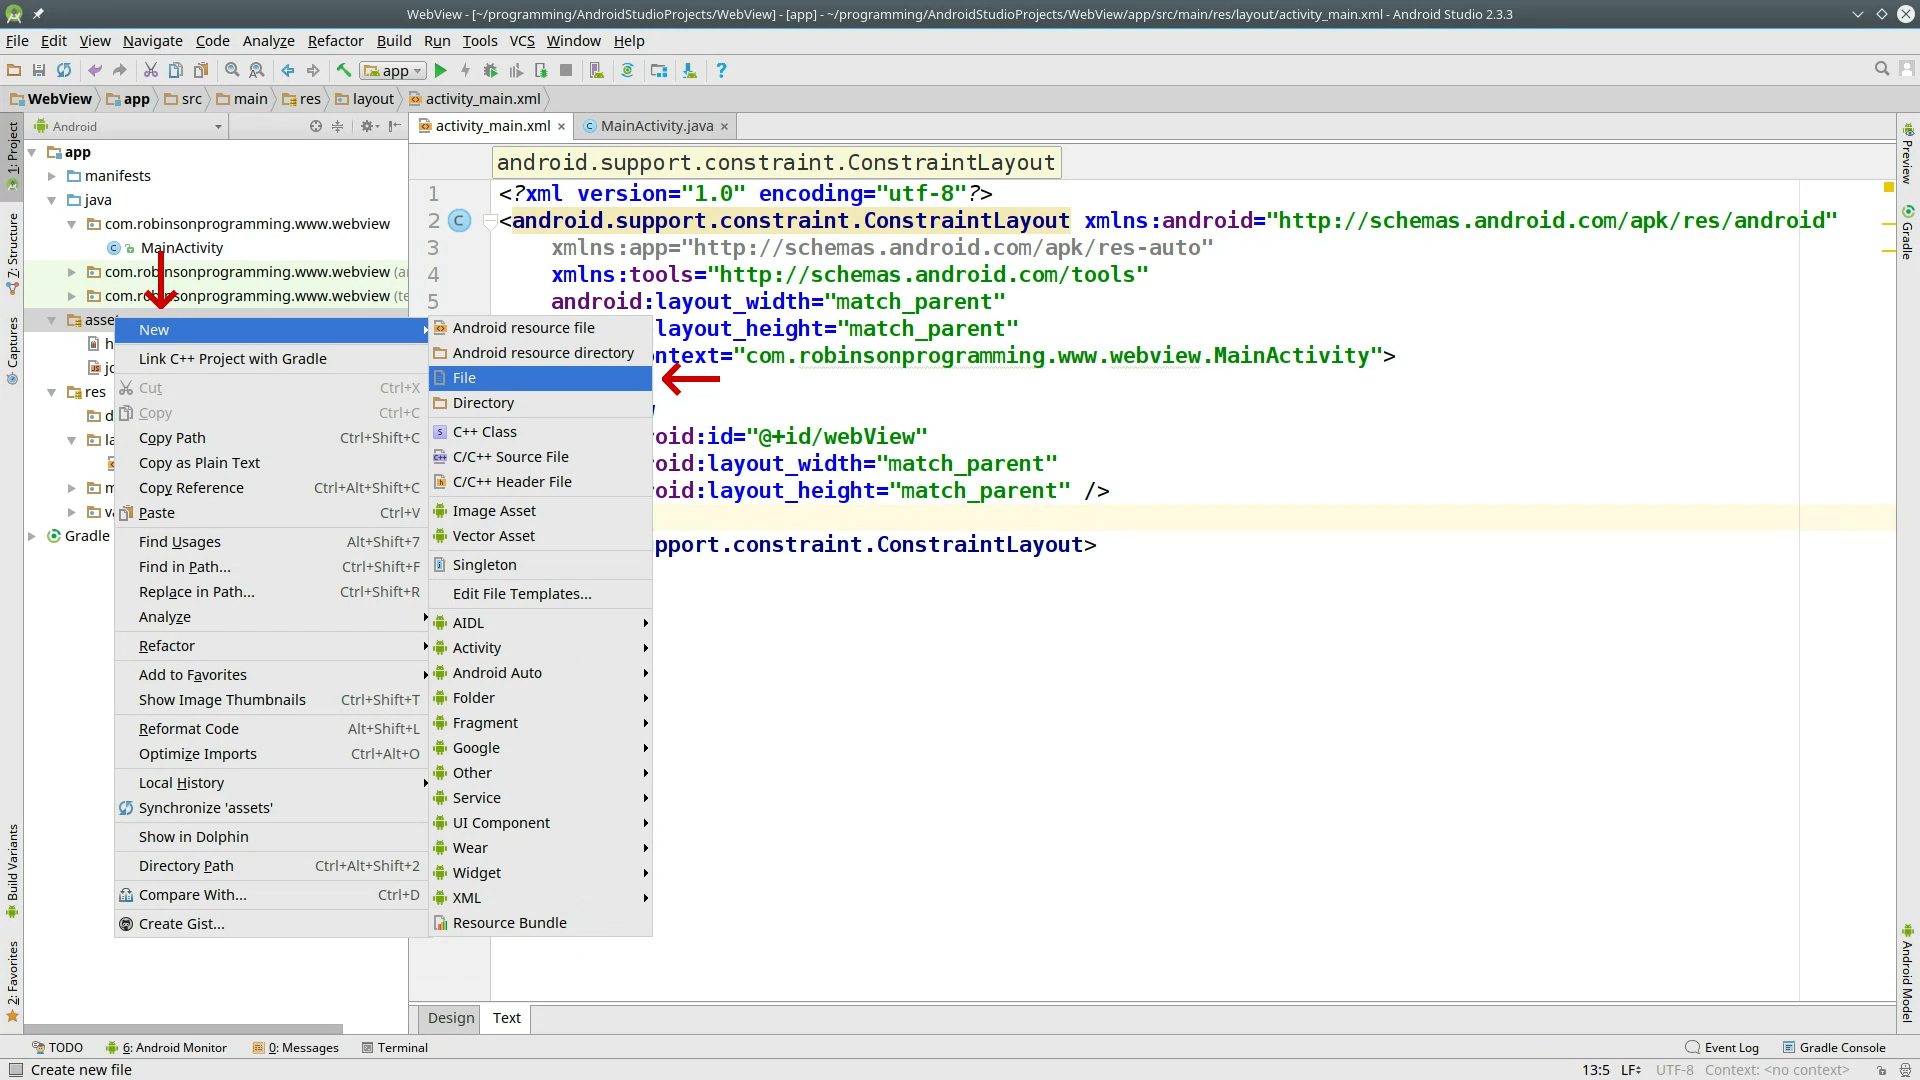 WebView - [~/programming/AndroidStudioProjects/WebView] - [app] - ~/programming/AndroidStudioProjects/WebView/app/src/main/res/layout/activity_main.xml - Android Studio 2.3.3
File Edit View Navigate Code Analyze Refactor Build Run Tools VCS Window Help
app
WebView app src main res layout activity_main.xml
Android
activity_main.xml MainActivity.java
1: Project
7: Structure
Captures
Build Variants
2: Favorites
app
manifests
java
com.robinsonprogramming.www.webview
MainActivity
com.robinsonprogramming.www.webview (ar
com.robinsonprogramming.www.webview (te
asse
h
jc
res
d
la
m
va
Gradle
New
Link C++ Project with Gradle
Cut Ctrl+X
Copy Ctrl+C
Copy Path Ctrl+Shift+C
Copy as Plain Text
Copy Reference Ctrl+Alt+Shift+C
Paste Ctrl+V
Find Usages Alt+Shift+7
Find in Path... Ctrl+Shift+F
Replace in Path... Ctrl+Shift+R
Analyze
Refactor
Add to Favorites
Show Image Thumbnails Ctrl+Shift+T
Reformat Code Alt+Shift+L
Optimize Imports Ctrl+Alt+O
Local History
Synchronize 'assets'
Show in Dolphin
Directory Path Ctrl+Alt+Shift+2
Compare With... Ctrl+D
Create Gist...
Android resource file
Android resource directory
File
Directory
C++ Class
C/C++ Source File
C/C++ Header File
Image Asset
Vector Asset
Singleton
Edit File Templates...
AIDL
Activity
Android Auto
Folder
Fragment
Google
Other
Service
UI Component
Wear
Widget
XML
Resource Bundle
android.support.constraint.ConstraintLayout
1 <?xml version="1.0" encoding="utf-8"?>
2 <android.support.constraint.ConstraintLayout xmlns:android="http://schemas.android.com/apk/res/android"
3 xmlns:app="http://schemas.android.com/apk/res-auto"
4 xmlns:tools="http://schemas.android.com/tools"
5 android:layout_width="match_parent"
layout_height="match_parent"
ntext="com.robinsonprogramming.www.webview.MainActivity">
oid:id="@+id/webView"
oid:layout_width="match_parent"
oid:layout_height="match_parent" />
pport.constraint.ConstraintLayout>
Preview
Gradle
Android Model
Design Text
TODO 6: Android Monitor 0: Messages Terminal Event Log Gradle Console
Create new file 13:5 LF UTF-8 Context: <no context>